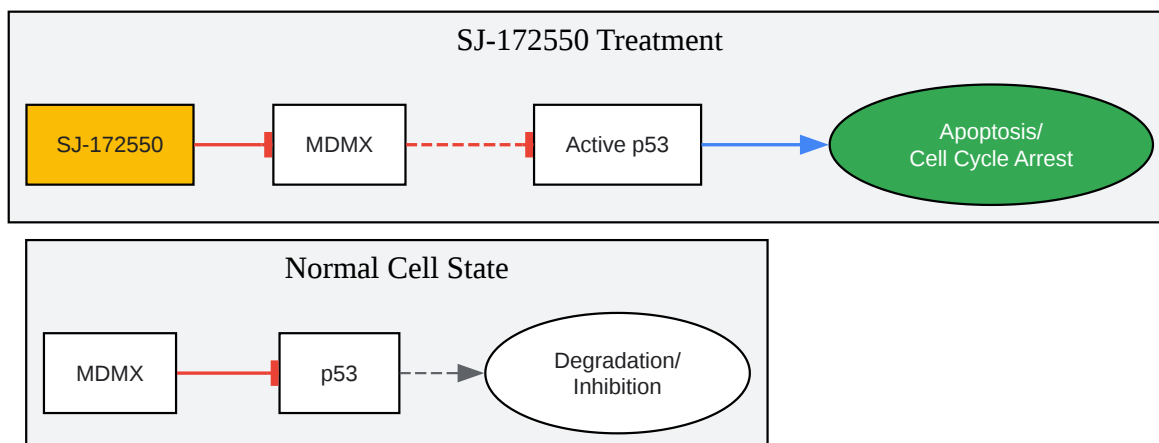 SJ-172550 Treatment
SJ-172550
MDMX
Active p53
Apoptosis/
Cell Cycle Arrest
Normal Cell State
MDMX
p53
Degradation/
Inhibition